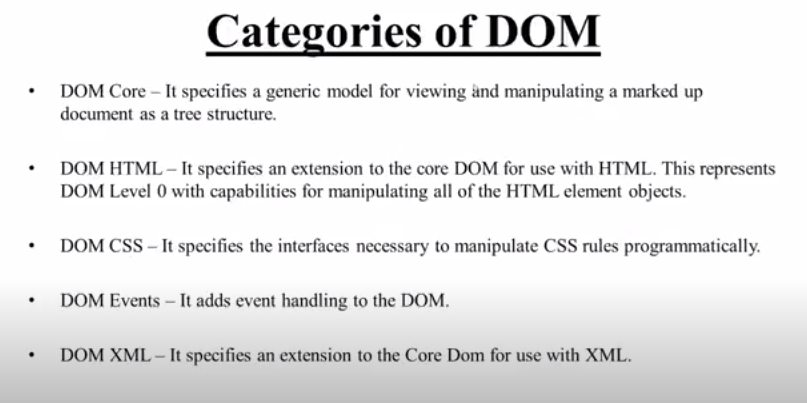 Categories of DOM
• DOM Core – It specifies a generic model for viewing and manipulating a marked up
document as a tree structure.
• DOM HTML – It specifies an extension to the core DOM for use with HTML. This represents
DOM Level 0 with capabilities for manipulating all of the HTML element objects.
• DOM CSS – It specifies the interfaces necessary to manipulate CSS rules programmatically.
• DOM Events – It adds event handling to the DOM.
• DOM XML – It specifies an extension to the Core Dom for use with XML.